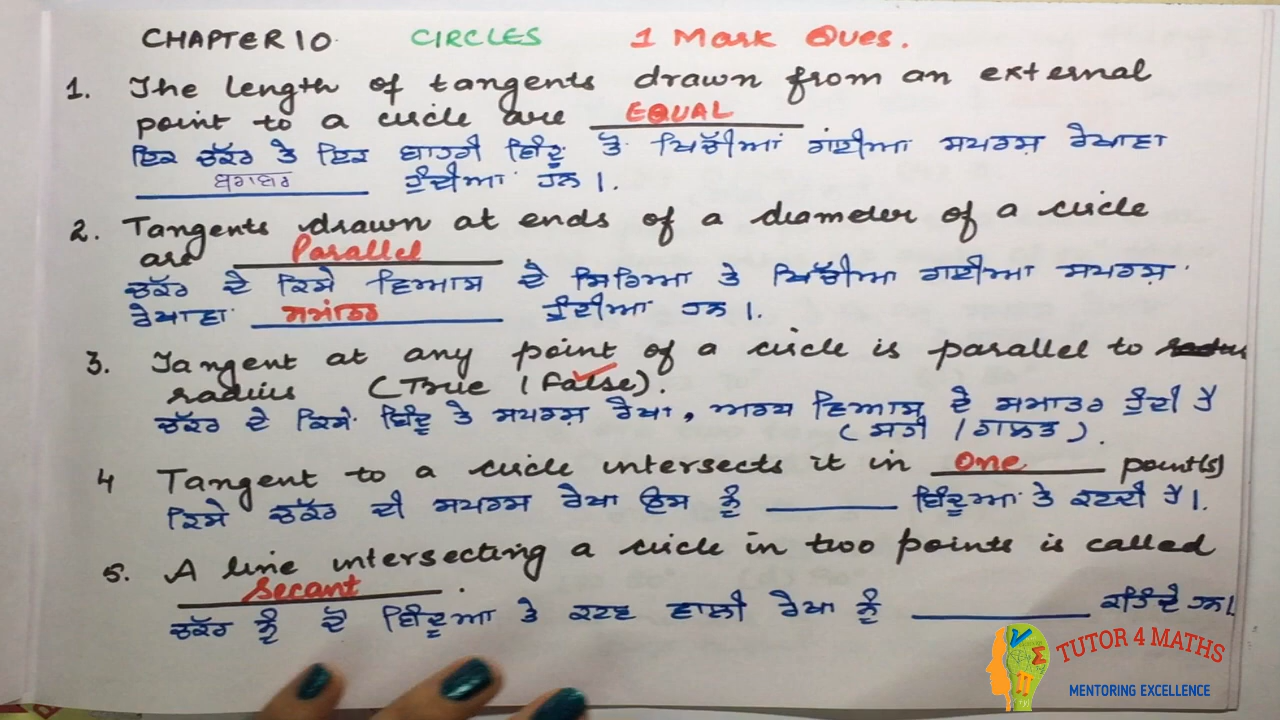 CHAPTER 10 CIRCLES 1 Mark Ques.
1. The length of tangents drawn from an external
point to a circle are EQUAL
ਇਕ ਚੱਕਰ ਤੇ ਇਕ ਬਾਹਰੀ ਬਿੰਦੂ ਤੋਂ ਖਿੱਚੀਆਂ ਗਈਆਂ ਸਪਰਸ਼ ਰੇਖਾਵਾਂ
ਬਰਾਬਰ ਹੁੰਦੀਆਂ ਹਨ।
2. Tangents drawn at ends of a diameter of a circle
are Parallel
ਚੱਕਰ ਦੇ ਕਿਸੇ ਵਿਆਸ ਦੇ ਸਿਰਿਆਂ ਤੇ ਖਿੱਚੀਆਂ ਗਈਆਂ ਸਪਰਸ਼
ਰੇਖਾਵਾਂ ਸਮਾਂਤਰ ਹੁੰਦੀਆਂ ਹਨ।
3. Tangent at any point of a circle is parallel to
radius (True / False).
ਚੱਕਰ ਦੇ ਕਿਸੇ ਬਿੰਦੂ ਤੇ ਸਪਰਸ਼ ਰੇਖਾ, ਅਰਧ ਵਿਆਸ ਦੇ ਸਮਾਂਤਰ ਹੁੰਦੀ ਹੈ
(ਸਹੀ / ਗਲਤ).
4 Tangent to a circle intersects it in One point(s)
ਕਿਸੇ ਚੱਕਰ ਦੀ ਸਪਰਸ਼ ਰੇਖਾ ਉਸ ਨੂੰ ______ ਬਿੰਦੂਆਂ ਤੇ ਕਟਦੀ ਹੈ।
5. A line intersecting a circle in two points is called
Secant .
ਚੱਕਰ ਨੂੰ ਦੋ ਬਿੰਦੂਆਂ ਤੇ ਕਟਣ ਵਾਲੀ ਰੇਖਾ ਨੂੰ ______ ਕਹਿੰਦੇ ਹਨ।
TUTOR 4 MATHS
MENTORING EXCELLENCE